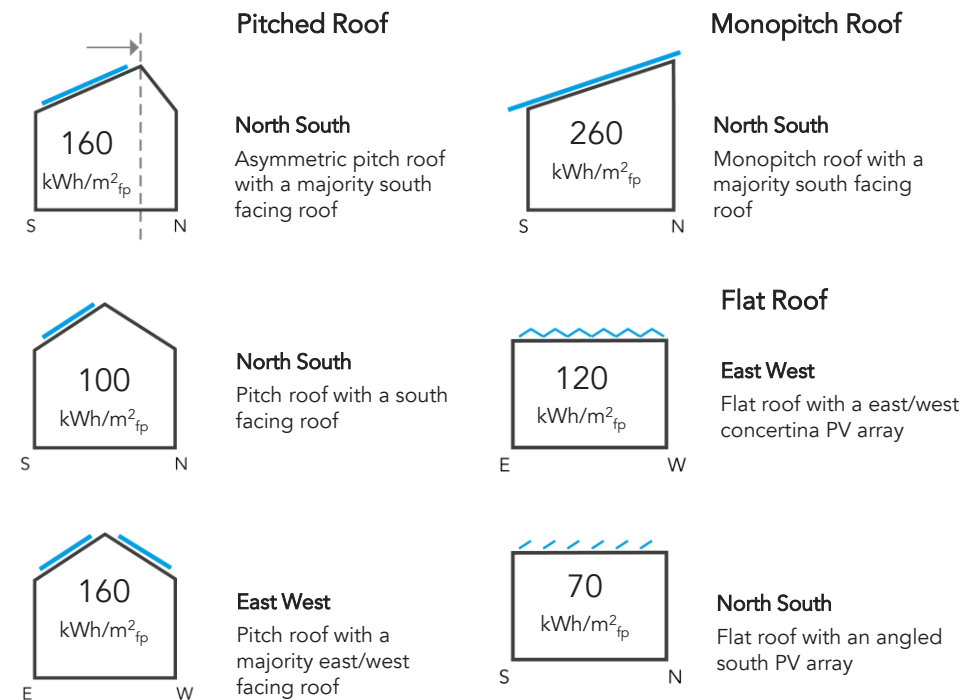 Pitched Roof
160
kWh/m²fp
S
N
North South
Asymmetric pitch roof
with a majority south
facing roof
100
kWh/m²fp
S
N
North South
Pitch roof with a south
facing roof
160
kWh/m²fp
E
W
East West
Pitch roof with a
majority east/west
facing roof
Monopitch Roof
260
kWh/m²fp
S
N
North South
Monopitch roof with a
majority south facing
roof
Flat Roof
120
kWh/m²fp
E
W
East West
Flat roof with a east/west
concertina PV array
70
kWh/m²fp
S
N
North South
Flat roof with an angled
south PV array